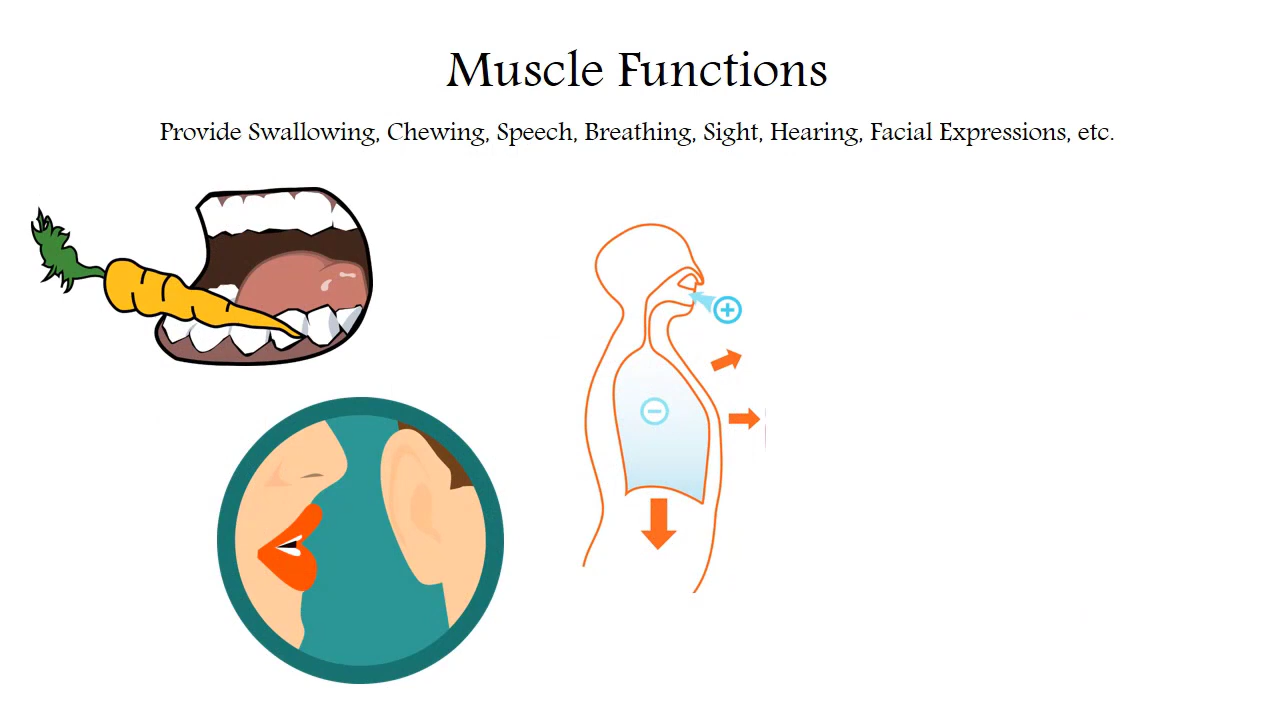 Muscle Functions
Provide Swallowing, Chewing, Speech, Breathing, Sight, Hearing, Facial Expressions, etc.